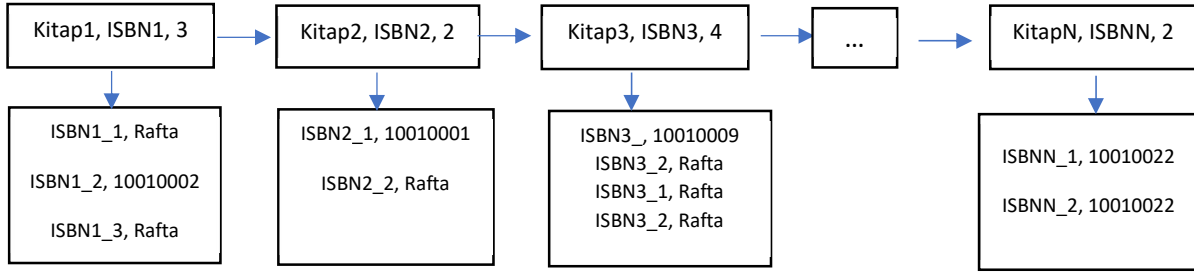 Kitap1, ISBN1, 3
Kitap2, ISBN2, 2
Kitap3, ISBN3, 4
...
KitapN, ISBNN, 2
ISBN1_1, Rafta
ISBN1_2, 10010002
ISBN1_3, Rafta
ISBN2_1, 10010001
ISBN2_2, Rafta
ISBN3_, 10010009
ISBN3_2, Rafta
ISBN3_1, Rafta
ISBN3_2, Rafta
ISBNN_1, 10010022
ISBNN_2, 10010022